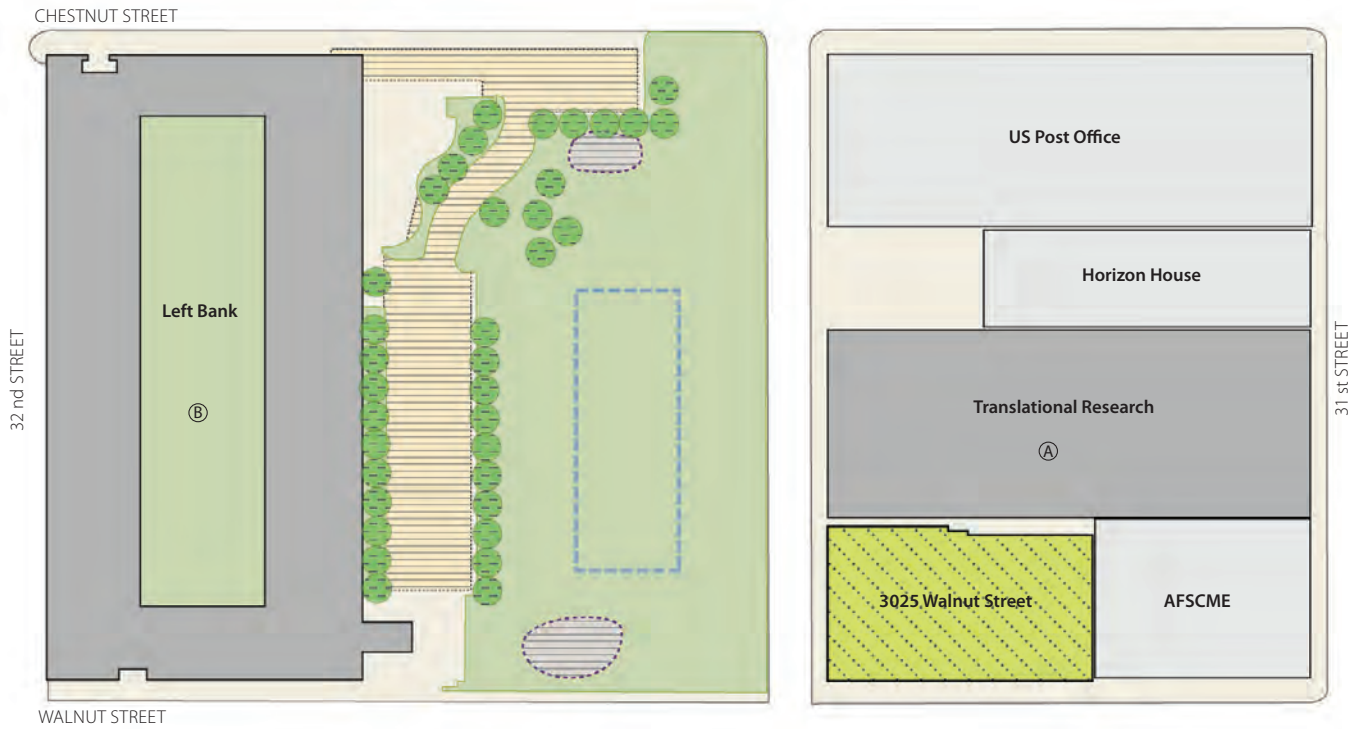 CHESTNUT STREET
US Post Office
Horizon House
Left Bank
32 nd STREET
31 st STREET
Translational Research
B
A
3025 Walnut Street
AFSCME
WALNUT STREET